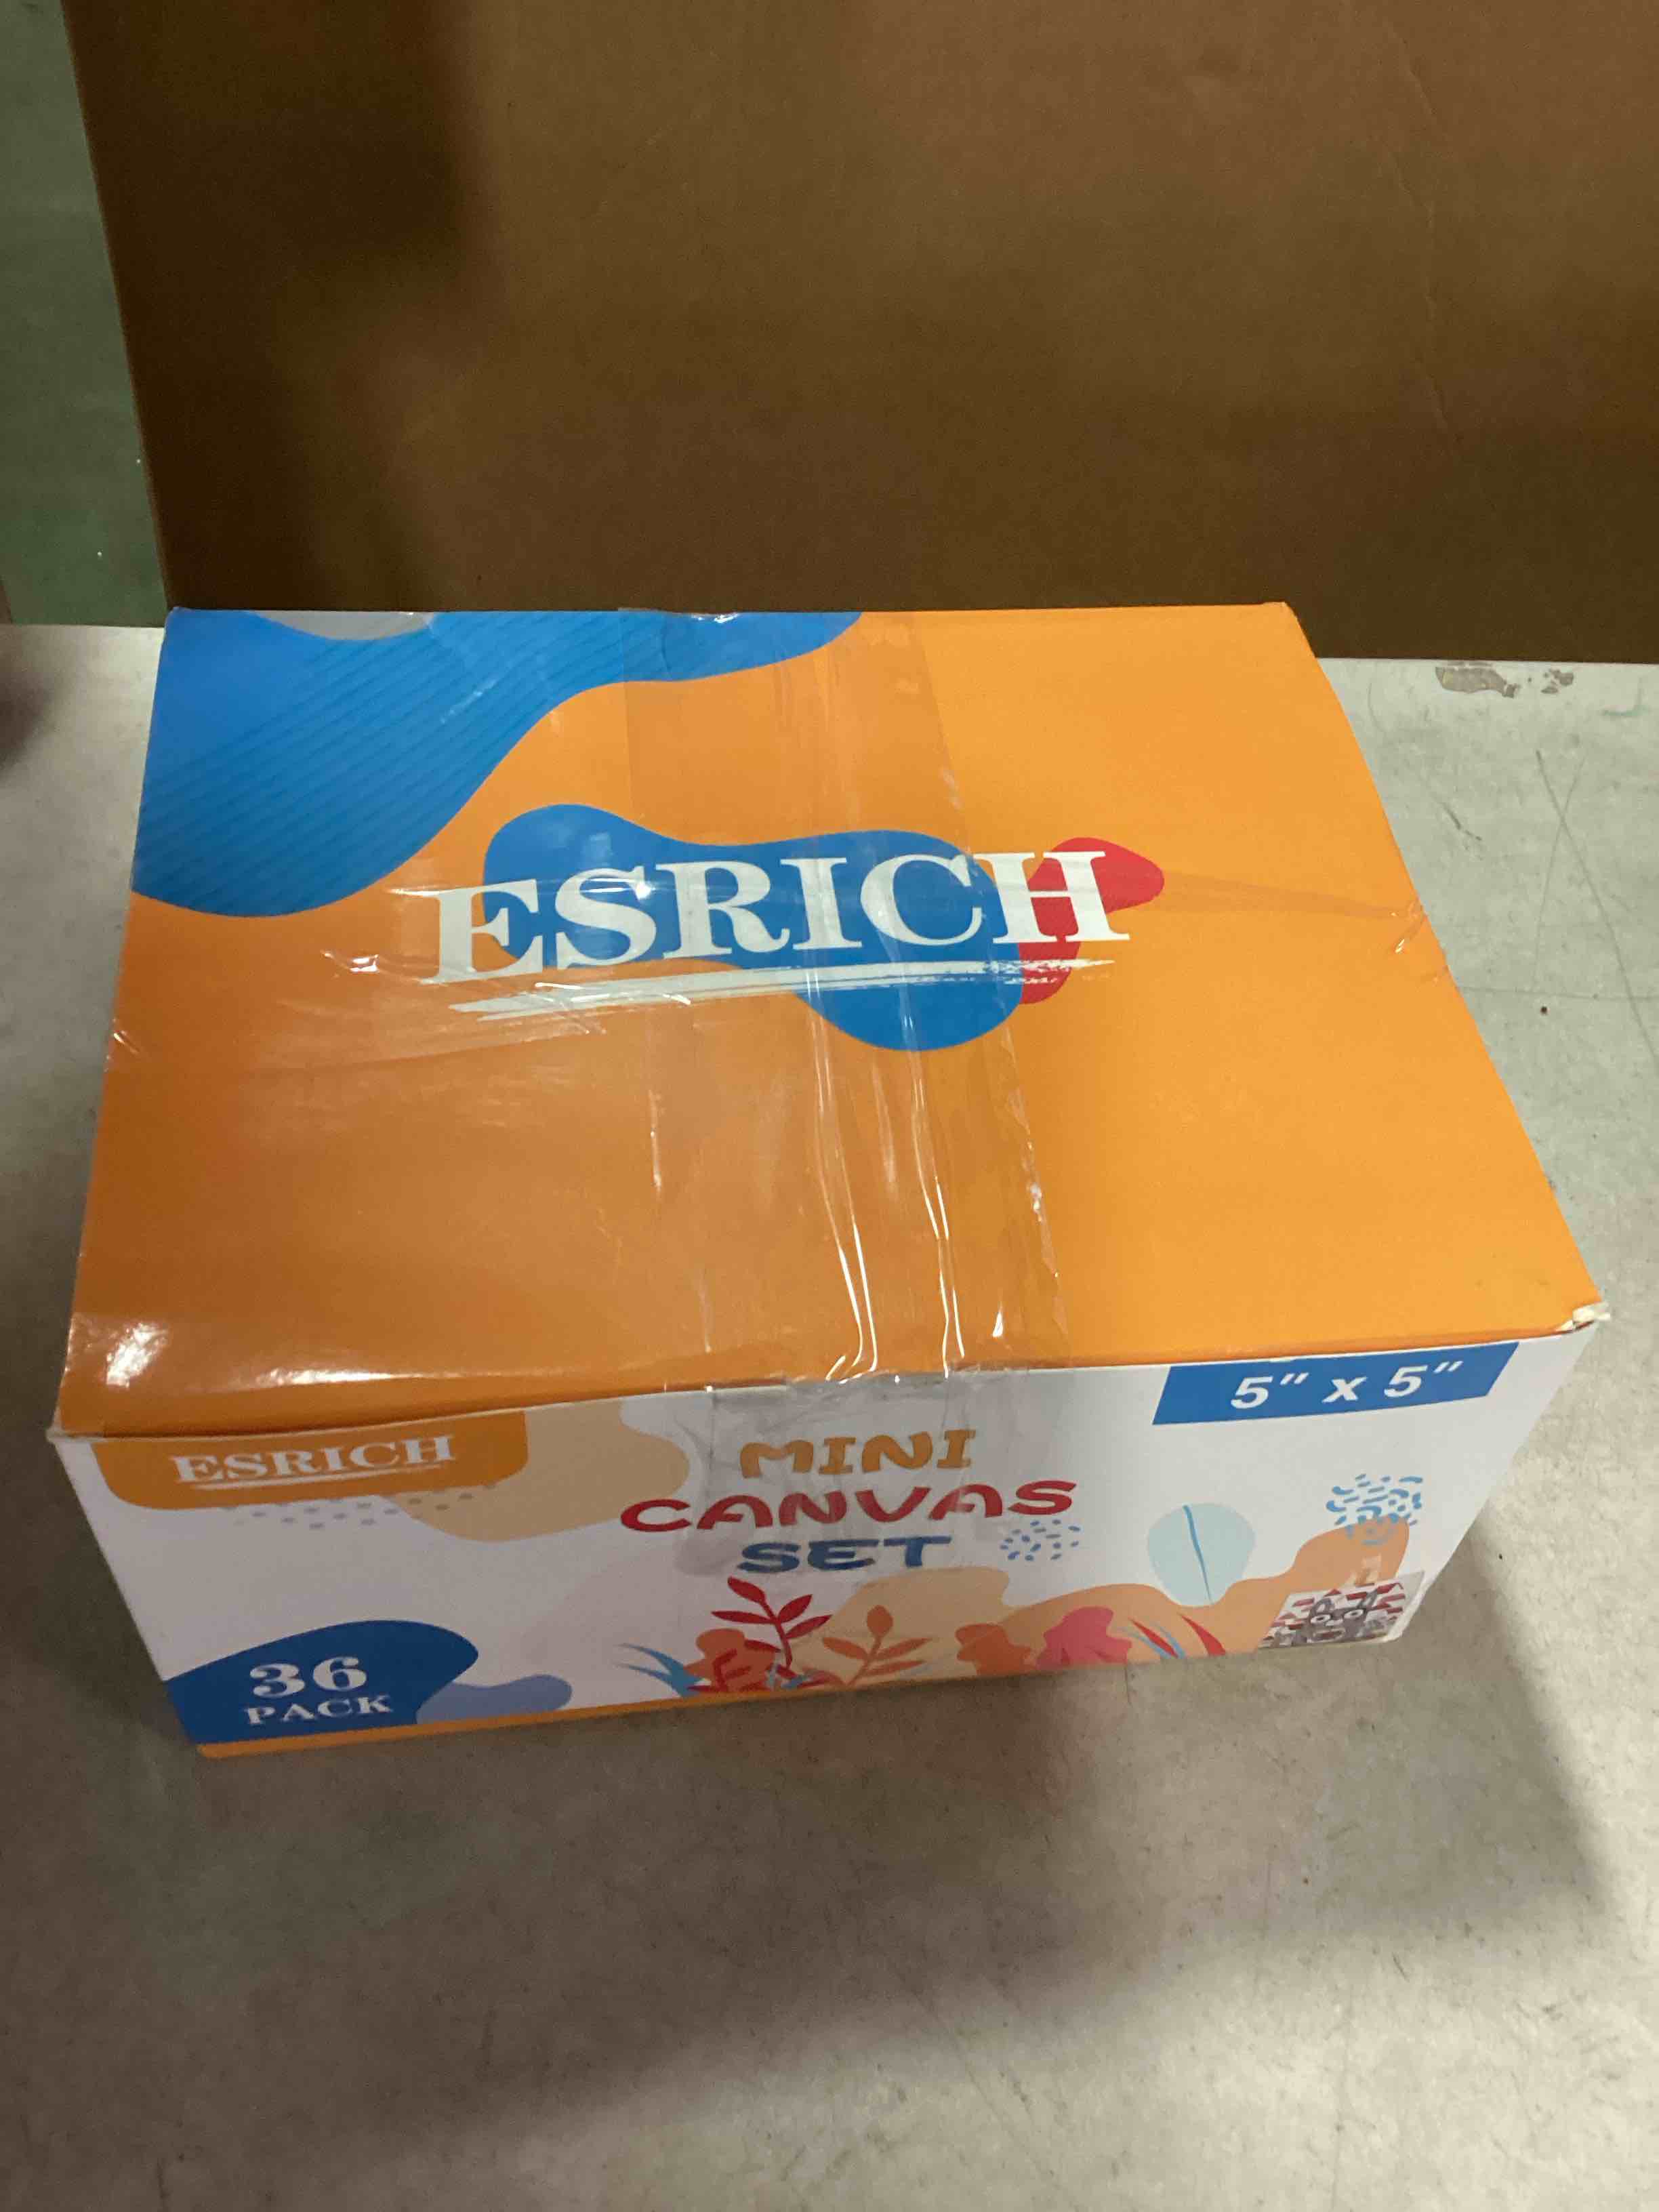 ESRICH
ESRICH
MINI
CANVAS
SET
5" x 5"
36
PACK